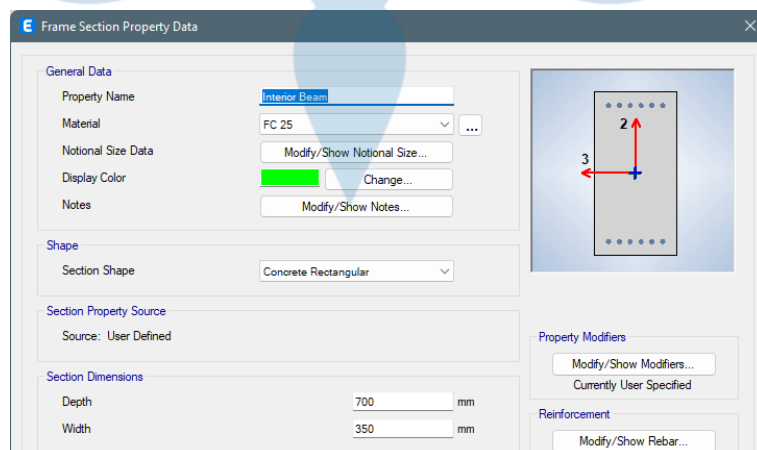 E Frame Section Property Data
General Data
Property Name Interior Beam
Material FC 25 ...
Notional Size Data Modify/Show Notional Size...
Display Color Change...
Notes Modify/Show Notes...
2
3
Shape
Section Shape Concrete Rectangular
Section Property Source
Source: User Defined
Property Modifiers
Modify/Show Modifiers...
Currently User Specified
Section Dimensions
Depth 700 mm
Width 350 mm
Reinforcement
Modify/Show Rebar...